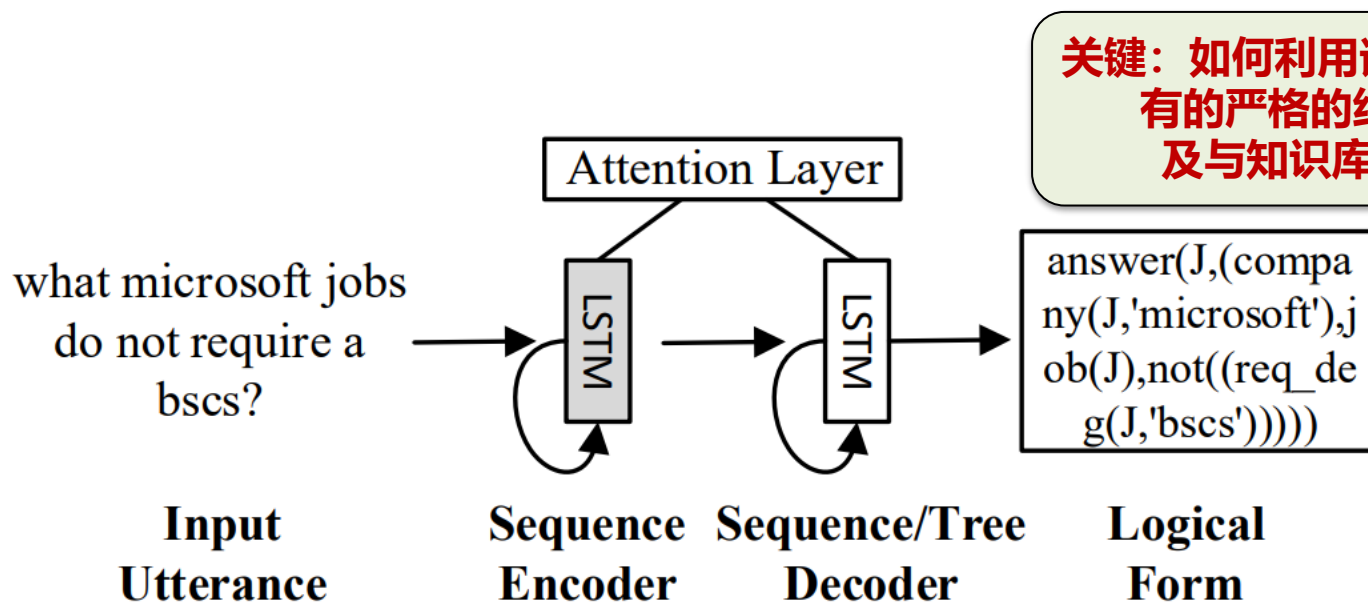 关键：如何利用
有的严格的
及与知识库
Attention Layer
what microsoft jobs
do not require a
bscs?
LSTM
LSTM
answer(J,(compa
ny(J,'microsoft'),j
ob(J),not((req_de
g(J,'bscs')))))
Input
Utterance
Sequence
Encoder
Sequence/Tree
Decoder
Logical
Form